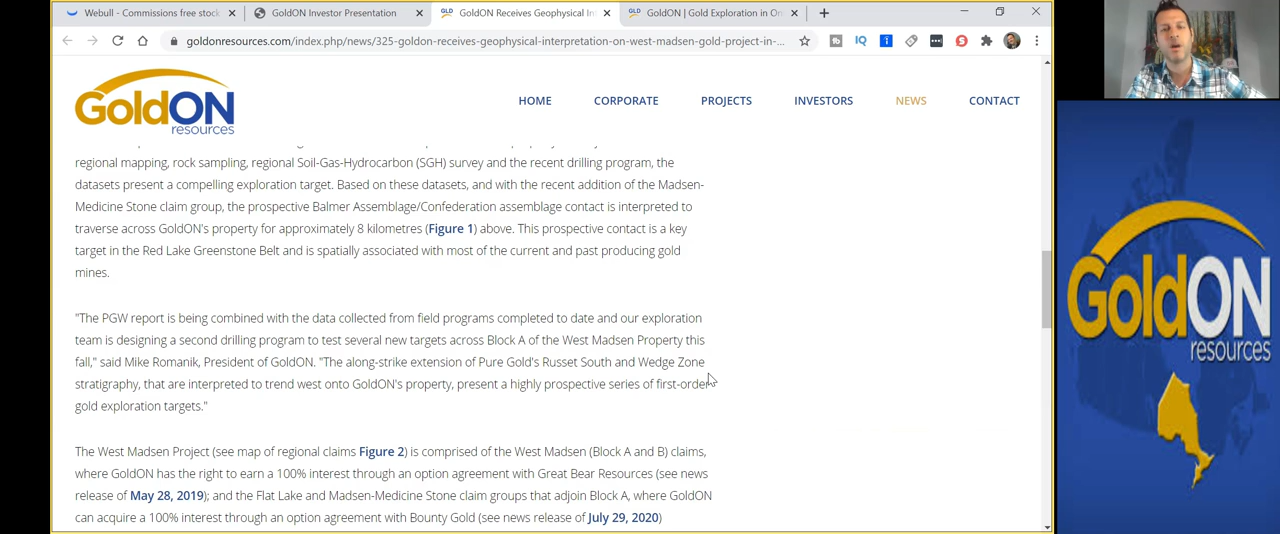 Webull - Commissions free stock
GoldON Investor Presentation
GoldON Receives Geophysical In
GoldON | Gold Exploration in On
goldonresources.com/index.php/news/325-goldon-receives-geophysical-interpretation-on-west-madsen-gold-project-in-...
GoldON
resources
HOME
CORPORATE
PROJECTS
INVESTORS
NEWS
CONTACT
regional mapping, rock sampling, regional Soil-Gas-Hydrocarbon (SGH) survey and the recent drilling program, the
datasets present a compelling exploration target. Based on these datasets, and with the recent addition of the Madsen-
Medicine Stone claim group, the prospective Balmer Assemblage/Confederation assemblage contact is interpreted to
traverse across GoldON's property for approximately 8 kilometres (Figure 1) above. This prospective contact is a key
target in the Red Lake Greenstone Belt and is spatially associated with most of the current and past producing gold
mines.
"The PGW report is being combined with the data collected from field programs completed to date and our exploration
team is designing a second drilling program to test several new targets across Block A of the West Madsen Property this
fall," said Mike Romanik, President of GoldON. "The along-strike extension of Pure Gold's Russet South and Wedge Zone
stratigraphy, that are interpreted to trend west onto GoldON's property, present a highly prospective series of first-order
gold exploration targets."
The West Madsen Project (see map of regional claims Figure 2) is comprised of the West Madsen (Block A and B) claims,
where GoldON has the right to earn a 100% interest through an option agreement with Great Bear Resources (see news
release of May 28, 2019); and the Flat Lake and Madsen-Medicine Stone claim groups that adjoin Block A, where GoldON
can acquire a 100% interest through an option agreement with Bounty Gold (see news release of July 29, 2020)
GoldON
resources